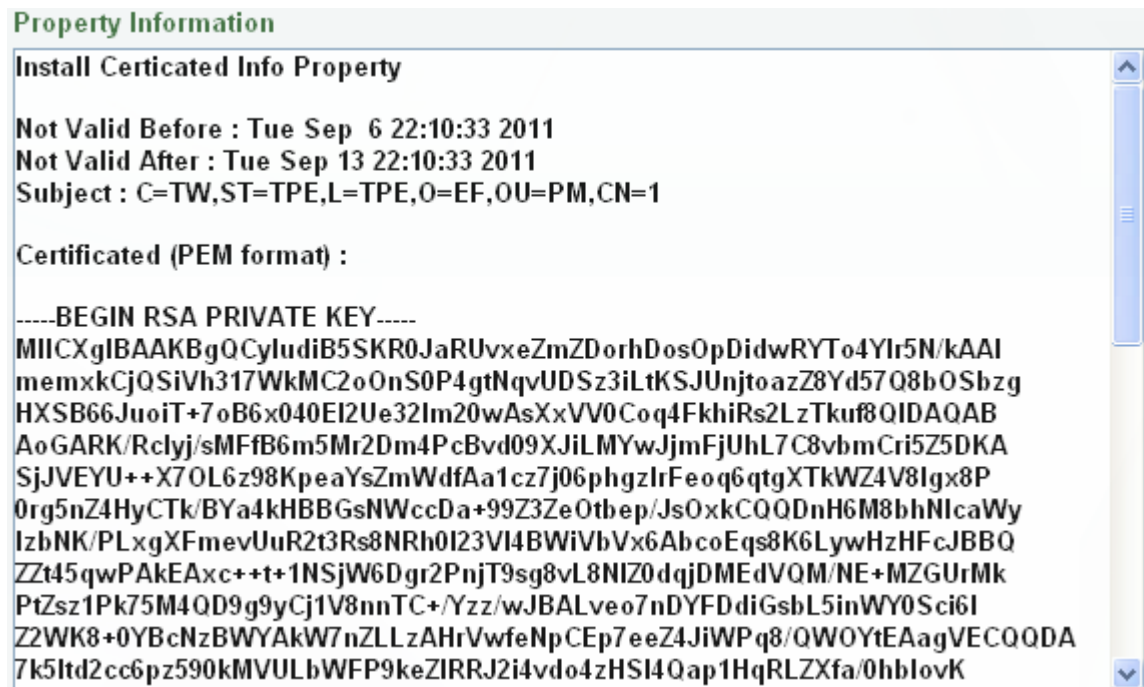 Property Information
Install Certicated Info Property
Not Valid Before : Tue Sep  6 22:10:33 2011
Not Valid After : Tue Sep 13 22:10:33 2011
Subject : C=TW,ST=TPE,L=TPE,O=EF,OU=PM,CN=1
Certificated (PEM format) :
-----BEGIN RSA PRIVATE KEY-----
MIICXgIBAAKBgQCyIudiB5SKR0JaRUvxeZmZDorhDosOpDidwRYTo4YIr5N/kAAI
memxkCjQSiVh317WkMC2oOnS0P4gtNqvUDSz3iLtKSJUnjtoazZ8Yd57Q8bOSbzg
HXSB66JuoiT+7oB6x040EI2Ue32Im20wAsXxVV0Coq4FkhiRs2LzTkuf8QIDAQAB
AoGARK/RcIyj/sMFfB6m5Mr2Dm4PcBvd09XJiLMYwJjmFjUhL7C8vbmCri5Z5DKA
SjJVEYU++X7OL6z98KpeaYsZmWdfAa1cz7j06phgzIrFeoq6qtgXTkWZ4V8Igx8P
0rg5nZ4HyCTk/BYa4kHBBGsNWccDa+99Z3ZeOtbep/JsOxkCQQDnH6M8bhNIcaWy
IzbNK/PLxgXFmevUuR2t3Rs8NRh0I23VI4BWiVbVx6AbcoEqs8K6LywHzHFcJBBQ
ZZt45qwPAkEAxc++t+1NSjW6Dgr2PnjT9sg8vL8NIZ0dqjDMEdVQM/NE+MZGUrMk
PtZsz1Pk75M4QD9g9yCj1V8nnTC+/Yzz/wJBALveo7nDYFDdiGsbL5inWY0Sci6I
Z2WK8+0YBcNzBWYAkW7nZLLzAHrVwfeNpCEp7eeZ4JiWPq8/QWOYtEAagVECQQDA
7k5Itd2cc6pz590kMVULbWFP9keZIRRJ2i4vdo4zHSI4Qap1HqRLZXfa/0hbIovK